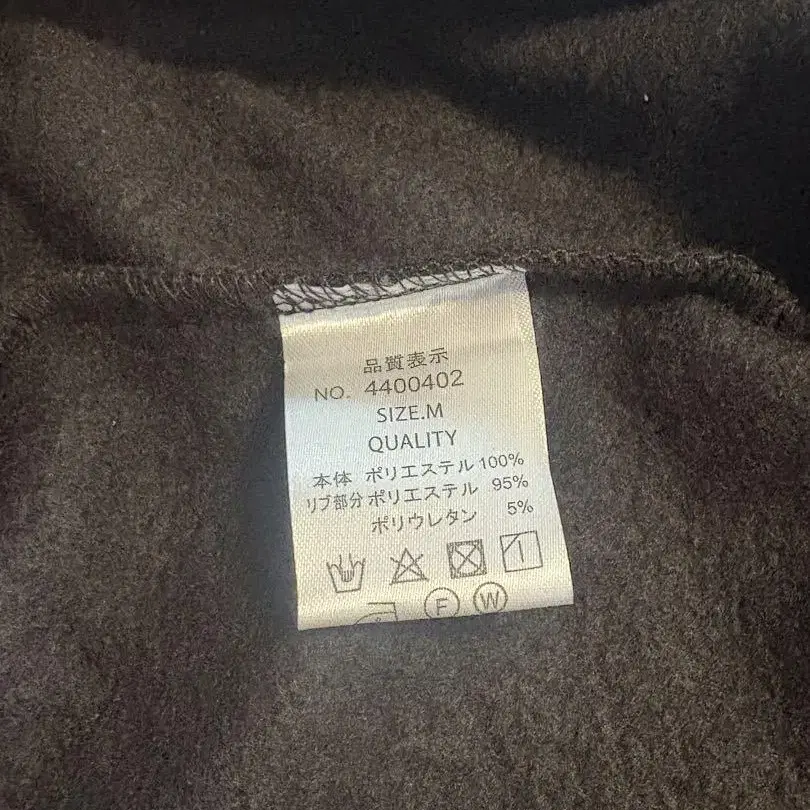 品質表示
NO. 4400402
SIZE.M
QUALITY
本体 ポリエステル 100%
リブ部分 ポリエステル 95%
ポリウレタン 5%
F W